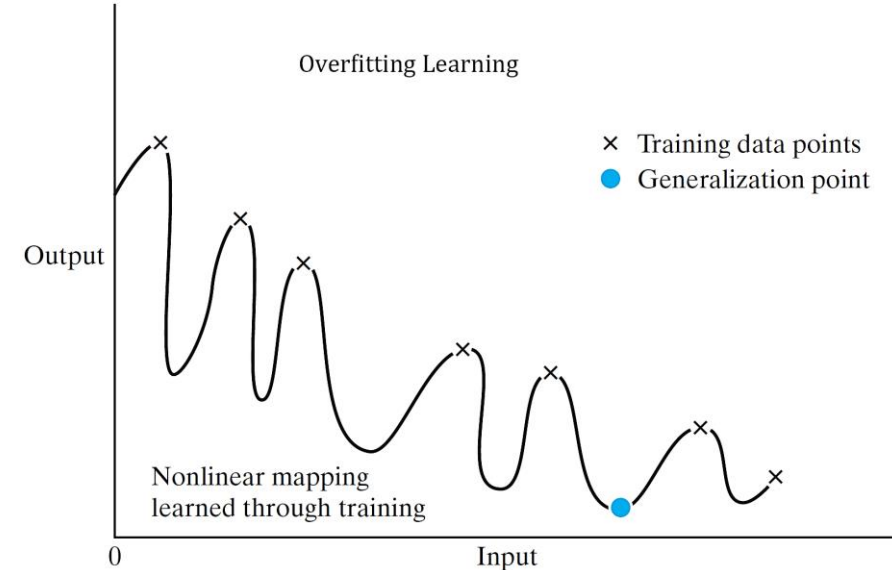 Overfitting Learning
× Training data points
Generalization point
Output
Nonlinear mapping
learned through training
0
Input